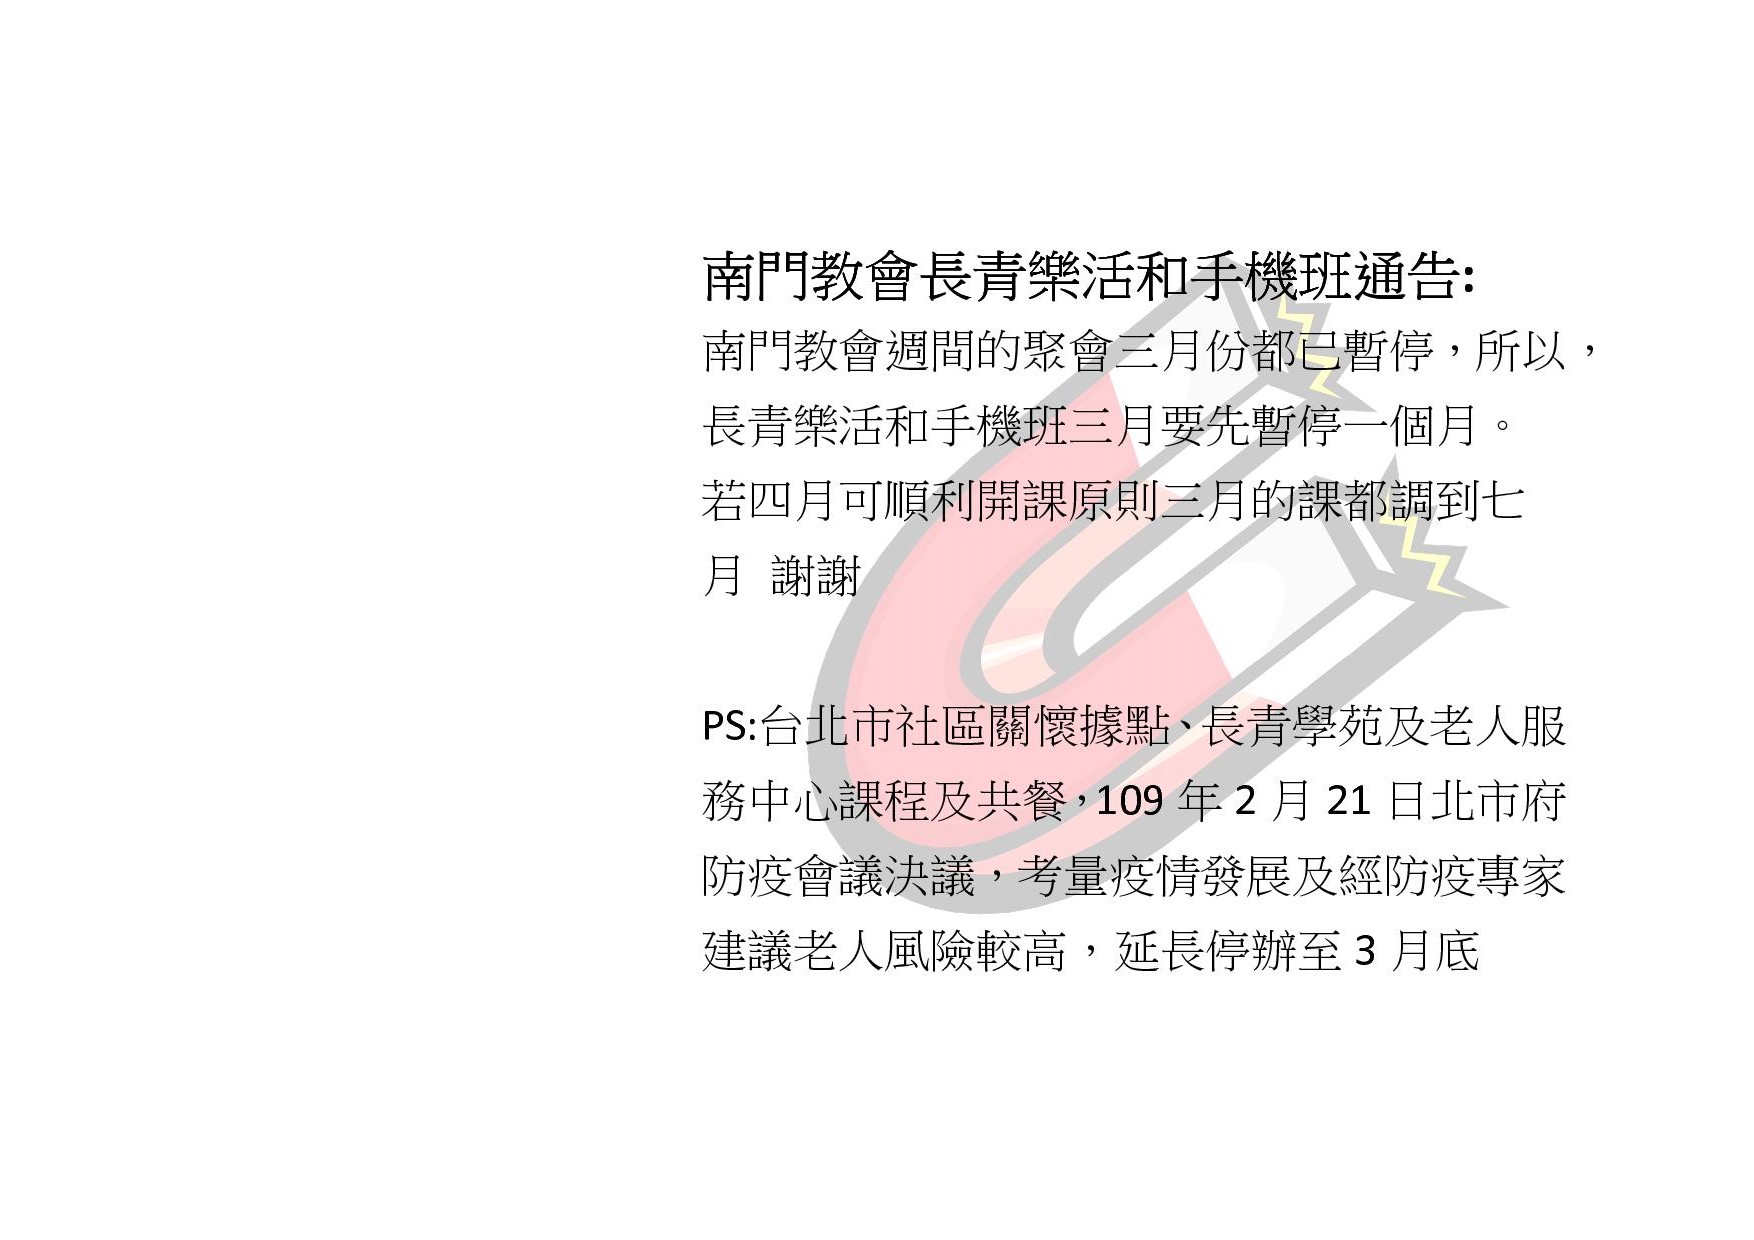 南門教會長青樂活和手機班通告:
南門教會週間的聚會三月份都已暫停，所以，
長青樂活和手機班三月要先暫停一個月。
若四月可順利開課原則三月的課都調到七
月 謝謝
PS:台北市社區關懷據點、長青學苑及老人服
務中心課程及共餐，109 年 2 月 21 日北市府
防疫會議決議，考量疫情發展及經防疫專家
建議老人風險較高，延長停辦至 3 月底